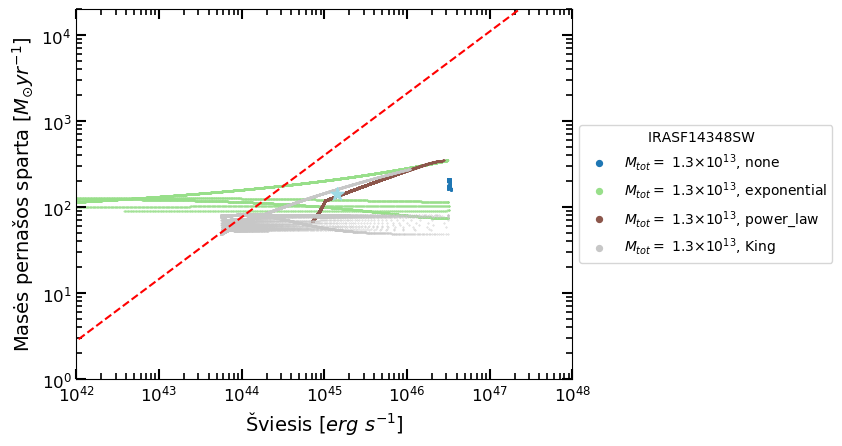 10⁴
10³
10²
10¹
10⁰
Masės pernašos sparta [M⊙yr⁻¹]
10⁴² 10⁴³ 10⁴⁴ 10⁴⁵ 10⁴⁶ 10⁴⁷ 10⁴⁸
Šviesis [erg s⁻¹]
IRASF14348SW
M_tot = 1.3×10¹³, none
M_tot = 1.3×10¹³, exponential
M_tot = 1.3×10¹³, power_law
M_tot = 1.3×10¹³, King